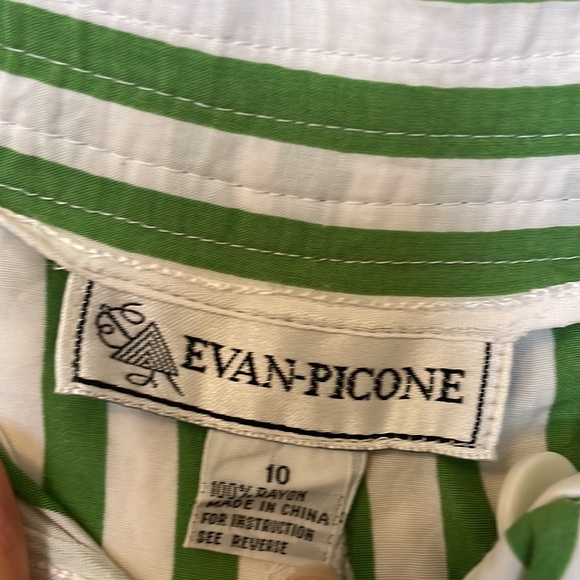 EVAN-PICONE
10
100% RAYON
MADE IN CHINA
FOR INSTRUCTION
SEE REVERSE